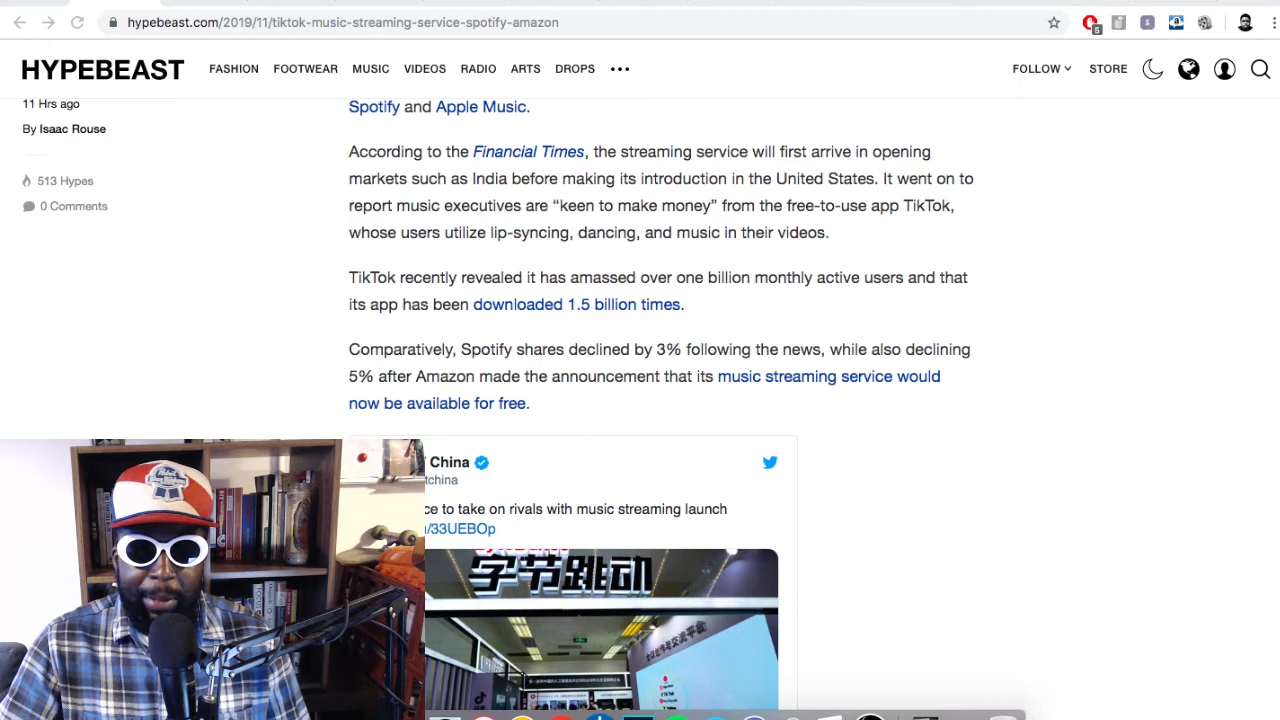 hypebeast.com/2019/11/tiktok-music-streaming-service-spotify-amazon
5
HYPEBEAST FASHION FOOTWEAR MUSIC VIDEOS RADIO ARTS DROPS FOLLOW STORE
11 Hrs ago
By Isaac Rouse
513 Hypes
0 Comments
Spotify and Apple Music.
According to the Financial Times, the streaming service will first arrive in opening
markets such as India before making its introduction in the United States. It went on to
report music executives are “keen to make money” from the free-to-use app TikTok,
whose users utilize lip-syncing, dancing, and music in their videos.
TikTok recently revealed it has amassed over one billion monthly active users and that
its app has been downloaded 1.5 billion times.
Comparatively, Spotify shares declined by 3% following the news, while also declining
5% after Amazon made the announcement that its music streaming service would
now be available for free.
China
tchina
ce to take on rivals with music streaming launch
/33UEBOp
字节跳动